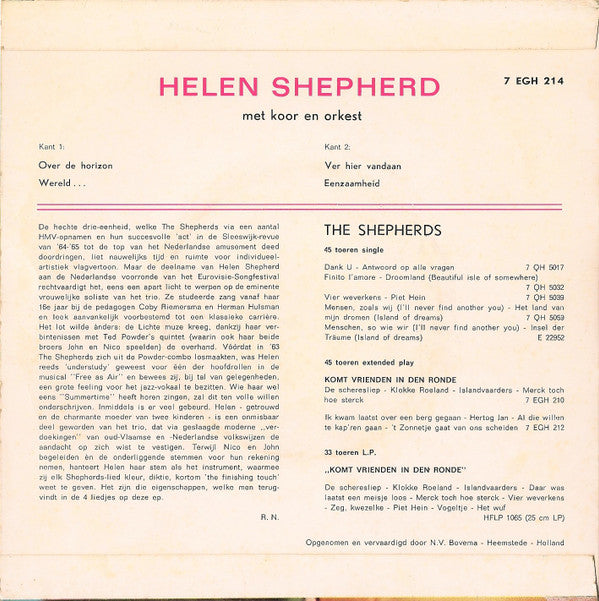 HELEN SHEPHERD
7 EGH 214
met koor en orkest
Kant 1:
Over de horizon
Wereld ...
Kant 2:
Ver hier vandaan
Eenzaamheid
De hechte drie-eenheid, welke The Shepherds via een aantal
HMV-opnamen en hun succesvolle 'act' in de Sleeswijk-revue
van '64-'65 tot de top van het Nederlandse amusement deed
doordringen, liet nauwelijks tijd en ruimte voor individueel-
artistiek vlagvertoon. Maar de deelname van Helen Shepherd
aan de Nederlandse voorronde van het Eurovisie-Songfestival
rechtvaardigt het, eens een apart licht te werpen op de eminente
vrouwelijke soliste van het trio. Ze studeerde zang vanaf haar
16e jaar bij de pedagogen Coby Riemersma en Herman Hulsman
en look aanvankelijk voorbestemd tot een klassieke carrière.
Het lot wilde ànders: de Lichte muze kreeg, dankzij haar ver-
bintenissen met Ted Powder's quintet (waarin ook haar beide
broers John en Nico speelden) de overhand. Vóórdat in '63
The Shepherds zich uit de Powder-combo losmaakten, was Helen
reeds 'understudy' geweest voor één der hoofdrollen in de
musical "Free as Air" en bewees zij, bij tal van gelegenheden,
een grote feeling voor het jazz-vokaal te bezitten. Wie haar wel
eens "Summertime" heeft horen zingen, zal dit ten volle willen
onderschrijven. Inmiddels is er veel gebeurd. Helen - getrouwd
en de charmante moeder van twee kinderen - is een onmisbaar
deel geworden van het trio, dat via geslaagde moderne „ver-
doekingen" van oud-Vlaamse en -Nederlandse volkswijzen de
aandacht op zich wist te vestigen. Terwijl Nico en John
begeleiden èn de onderliggende stemmen voor hun rekening
nemen, hanteert Helen haar stem als het instrument, waarmee
zij elk Shepherds-lied kleur, diktie, kortom 'the finishing touch'
weet te geven. Het zijn die eigenschappen, welke men terug-
vindt in de 4 liedjes op deze ep.
R. N.
THE SHEPHERDS
45 toeren single
Dank U - Antwoord op alle vragen 7 QH 5017
Finito l'amore - Droomland (Beautiful isle of somewhere)
7 QH 5032
Vier weverkens - Piet Hein 7 QH 5039
Mensen, zoals wij (I'll never find another you) - Het land van
mijn dromen (Island of dreams) 7 QH 5059
Menschen, so wie wir (I'll never find another you) - Insel der
Träume (Island of dreams) E 22952
45 toeren extended play
KOMT VRIENDEN IN DEN RONDE
De scheresliep - Klokke Roeland - Islandvaarders - Merck toch
hoe sterck 7 EGH 210
Ik kwam laatst over een berg gegaan - Hertog Jan - Al die willen
te kap'ren gaan - 't Zonnetje gaat van ons scheiden 7 EGH 212
33 toeren L.P.
„KOMT VRIENDEN IN DEN RONDE"
De scheresliep - Klokke Roeland - Islandvaarders - Daar was
laatst een meisje loos - Merck toch hoe sterck - Vier weverkens
- Zeg, kwezelke - Piet Hein - Vogeltje - Het wuf
HFLP 1065 (25 cm LP)
Opgenomen en vervaardigd door N.V. Bovema - Heemstede - Holland